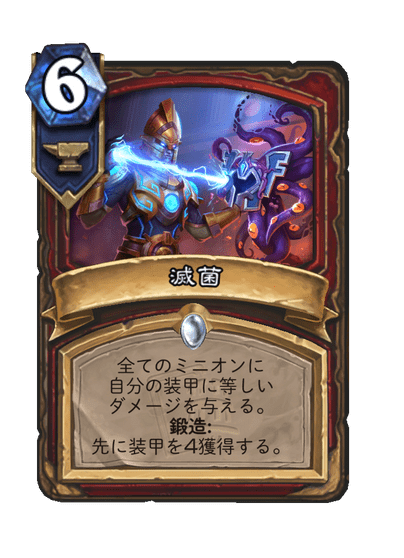 6
滅菌
全てのミニオンに
自分の装甲に等しい
ダメージを与える。
鍛造:
先に装甲を4獲得する。